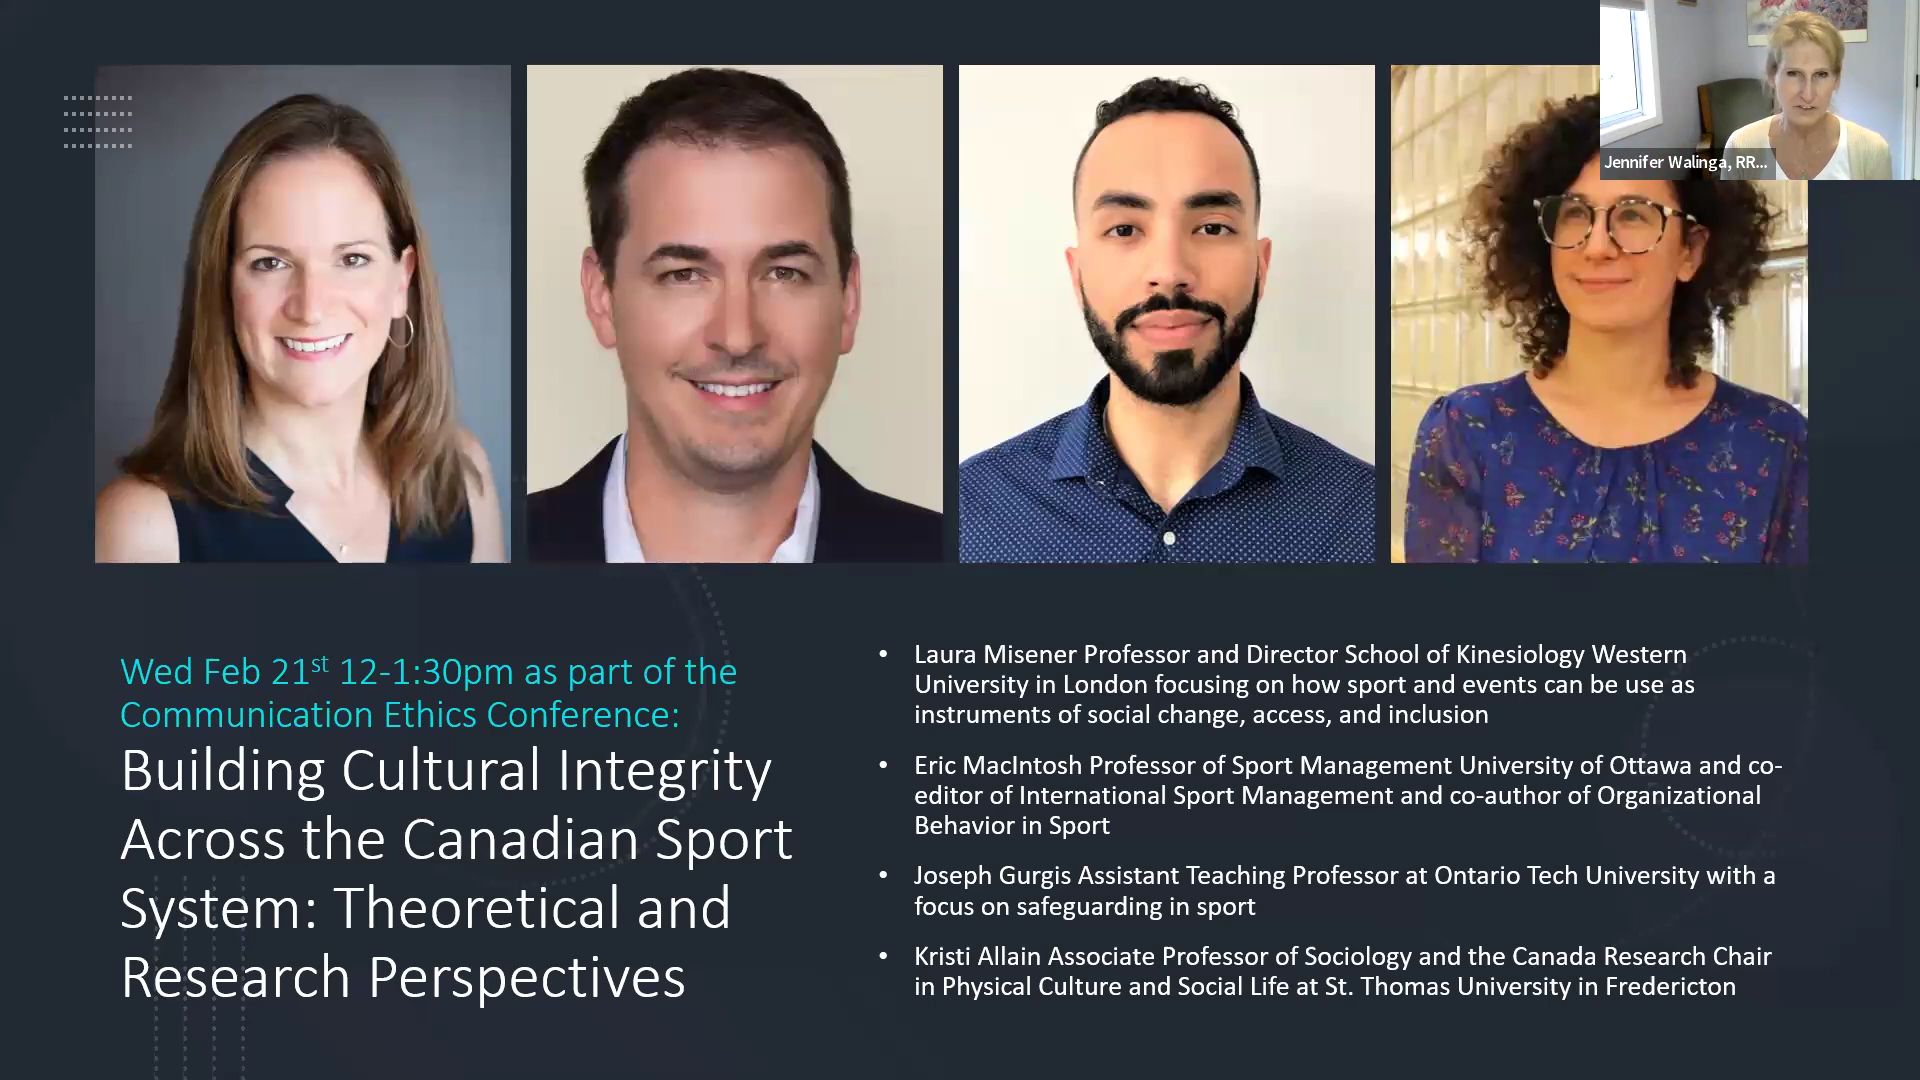 Jennifer Walinga, RR...
Wed Feb 21st 12-1:30pm as part of the
Communication Ethics Conference:
Building Cultural Integrity
Across the Canadian Sport
System: Theoretical and
Research Perspectives
• Laura Misener Professor and Director School of Kinesiology Western
University in London focusing on how sport and events can be use as
instruments of social change, access, and inclusion
• Eric MacIntosh Professor of Sport Management University of Ottawa and co-
editor of International Sport Management and co-author of Organizational
Behavior in Sport
• Joseph Gurgis Assistant Teaching Professor at Ontario Tech University with a
focus on safeguarding in sport
• Kristi Allain Associate Professor of Sociology and the Canada Research Chair
in Physical Culture and Social Life at St. Thomas University in Fredericton